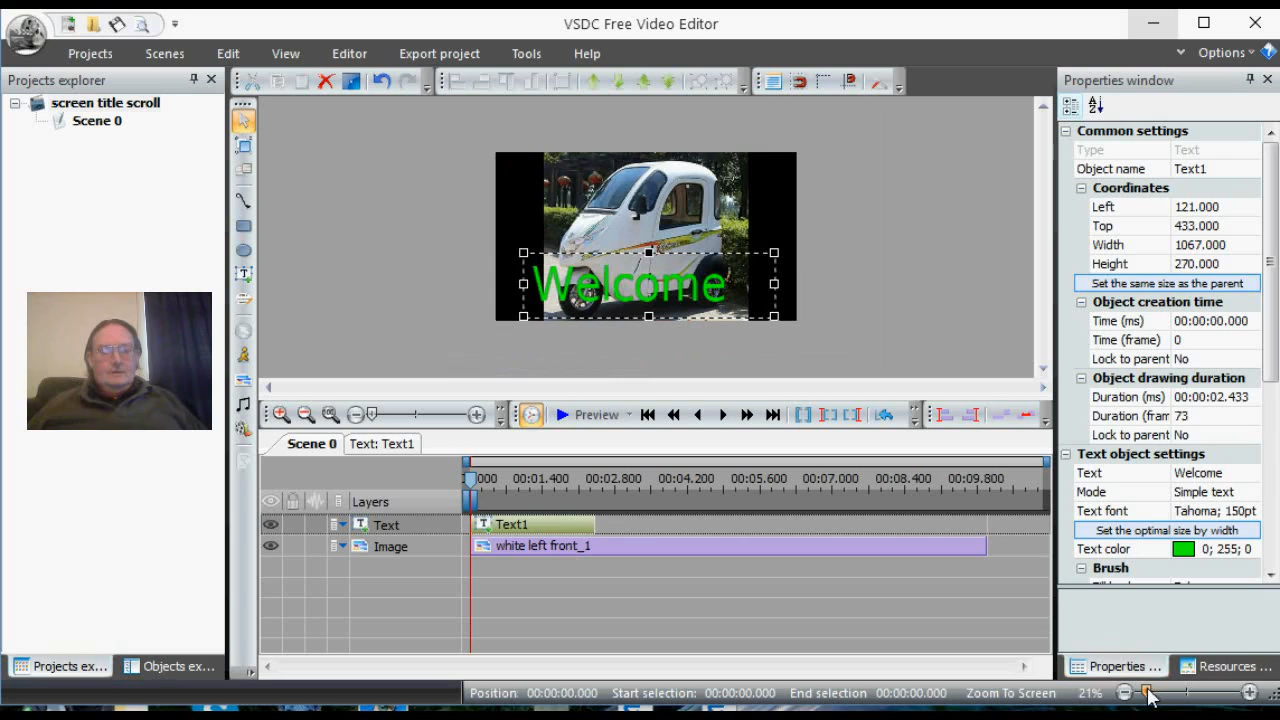 VSDC Free Video Editor
Projects Scenes Edit View Editor Export project Tools Help Options
Projects explorer
screen title scroll
Scene 0
Welcome
Properties window
Common settings
Type Text
Object name Text1
Coordinates
Left 121.000
Top 433.000
Width 1067.000
Height 270.000
Set the same size as the parent
Object creation time
Time (ms) 00:00:00.000
Time (frame) 0
Lock to parent No
Object drawing duration
Duration (ms) 00:00:02.433
Duration (fram 73
Lock to parent No
Text object settings
Text Welcome
Mode Simple text
Text font Tahoma; 150pt
Set the optimal size by width
Text color 0; 255; 0
Brush
Preview
Scene 0 Text: Text1
000 00:01.400 00:02.800 00:04.200 00:05.600 00:07.000 00:08.400 00:09.800
Layers
Text Text1
Image white left front_1
Projects ex... Objects ex...
Properties ... Resources ...
Position: 00:00:00.000 Start selection: 00:00:00.000 End selection 00:00:00.000 Zoom To Screen 21%